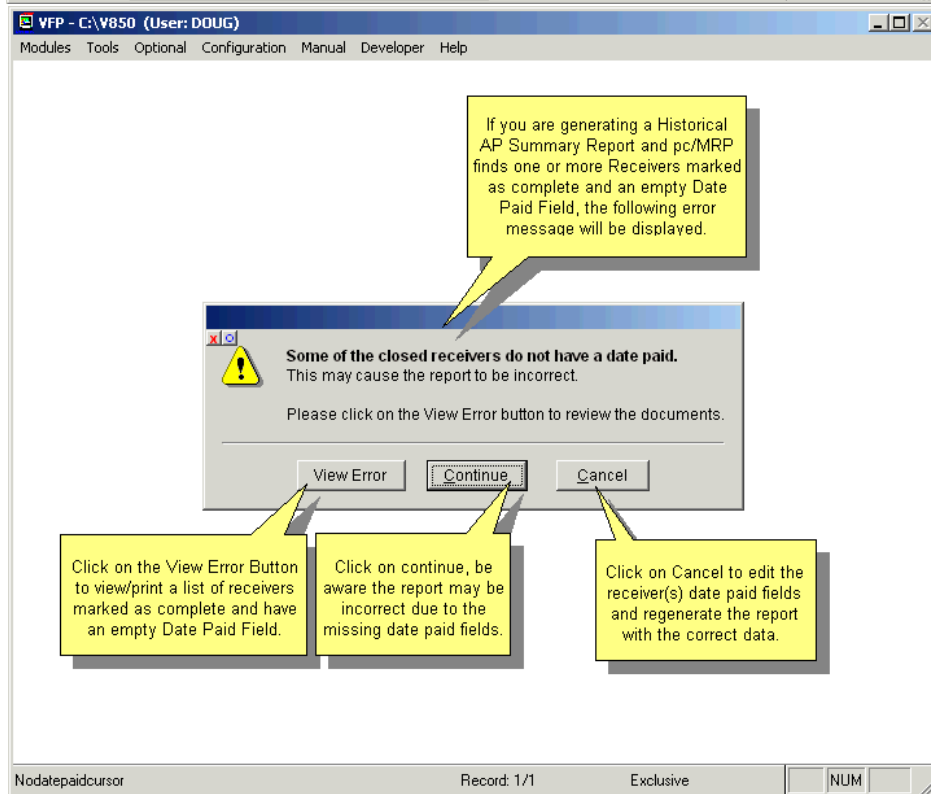 VFP - C:\V850 (User: DOUG)
Modules Tools Optional Configuration Manual Developer Help
If you are generating a Historical
AP Summary Report and pc/MRP
finds one or more Receivers marked
as complete and an empty Date
Paid Field, the following error
message will be displayed.
Some of the closed receivers do not have a date paid.
This may cause the report to be incorrect.
Please click on the View Error button to review the documents.
View Error Continue Cancel
Click on the View Error Button
to view/print a list of receivers
marked as complete and have
an empty Date Paid Field.
Click on continue, be
aware the report may be
incorrect due to the
missing date paid fields.
Click on Cancel to edit the
receiver(s) date paid fields
and regenerate the report
with the correct data.
Nodatepaidcursor Record: 1/1 Exclusive NUM